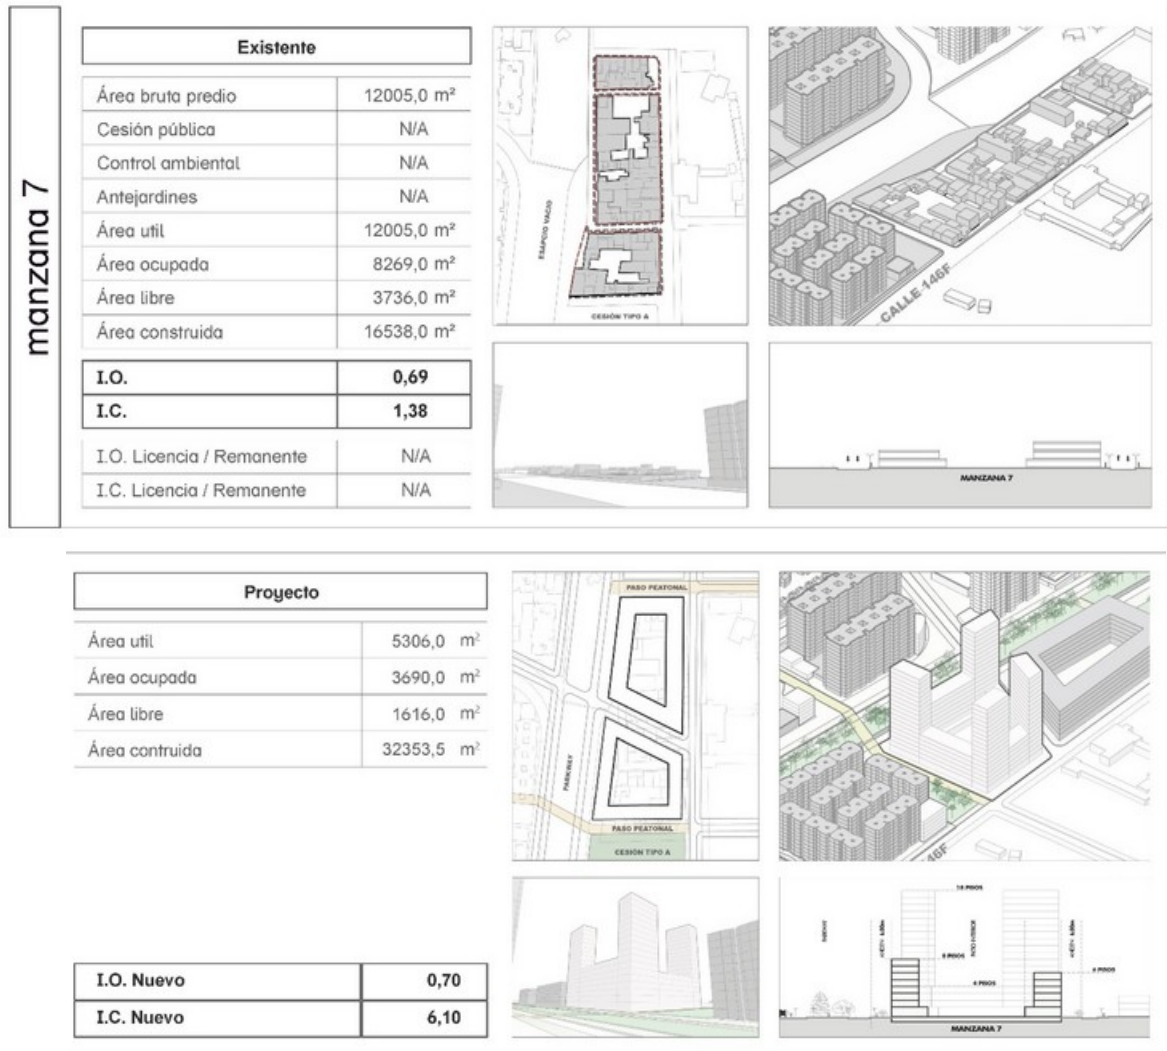 manzana 7
Existente
Área bruta predio 12005,0 m²
Cesión pública N/A
Control ambiental N/A
Antejardines N/A
Área util 12005,0 m²
Área ocupada 8269,0 m²
Área libre 3736,0 m²
Área construida 16538,0 m²
I.O. 0,69
I.C. 1,38
I.O. Licencia / Remanente N/A
I.C. Licencia / Remanente N/A
ESAPCIO VACIO
CESIÓN TIPO A
CALLE 146F
MANZANA 7
Proyecto
Área util 5306,0 m²
Área ocupada 3690,0 m²
Área libre 1616,0 m²
Área contruida 32353,5 m²
I.O. Nuevo 0,70
I.C. Nuevo 6,10
PASO PEATONAL
PARKWAY
PASO PEATONAL
CESIÓN TIPO A
46F
18 PISOS
8 PISOS
4 PISOS
MANZANA 7